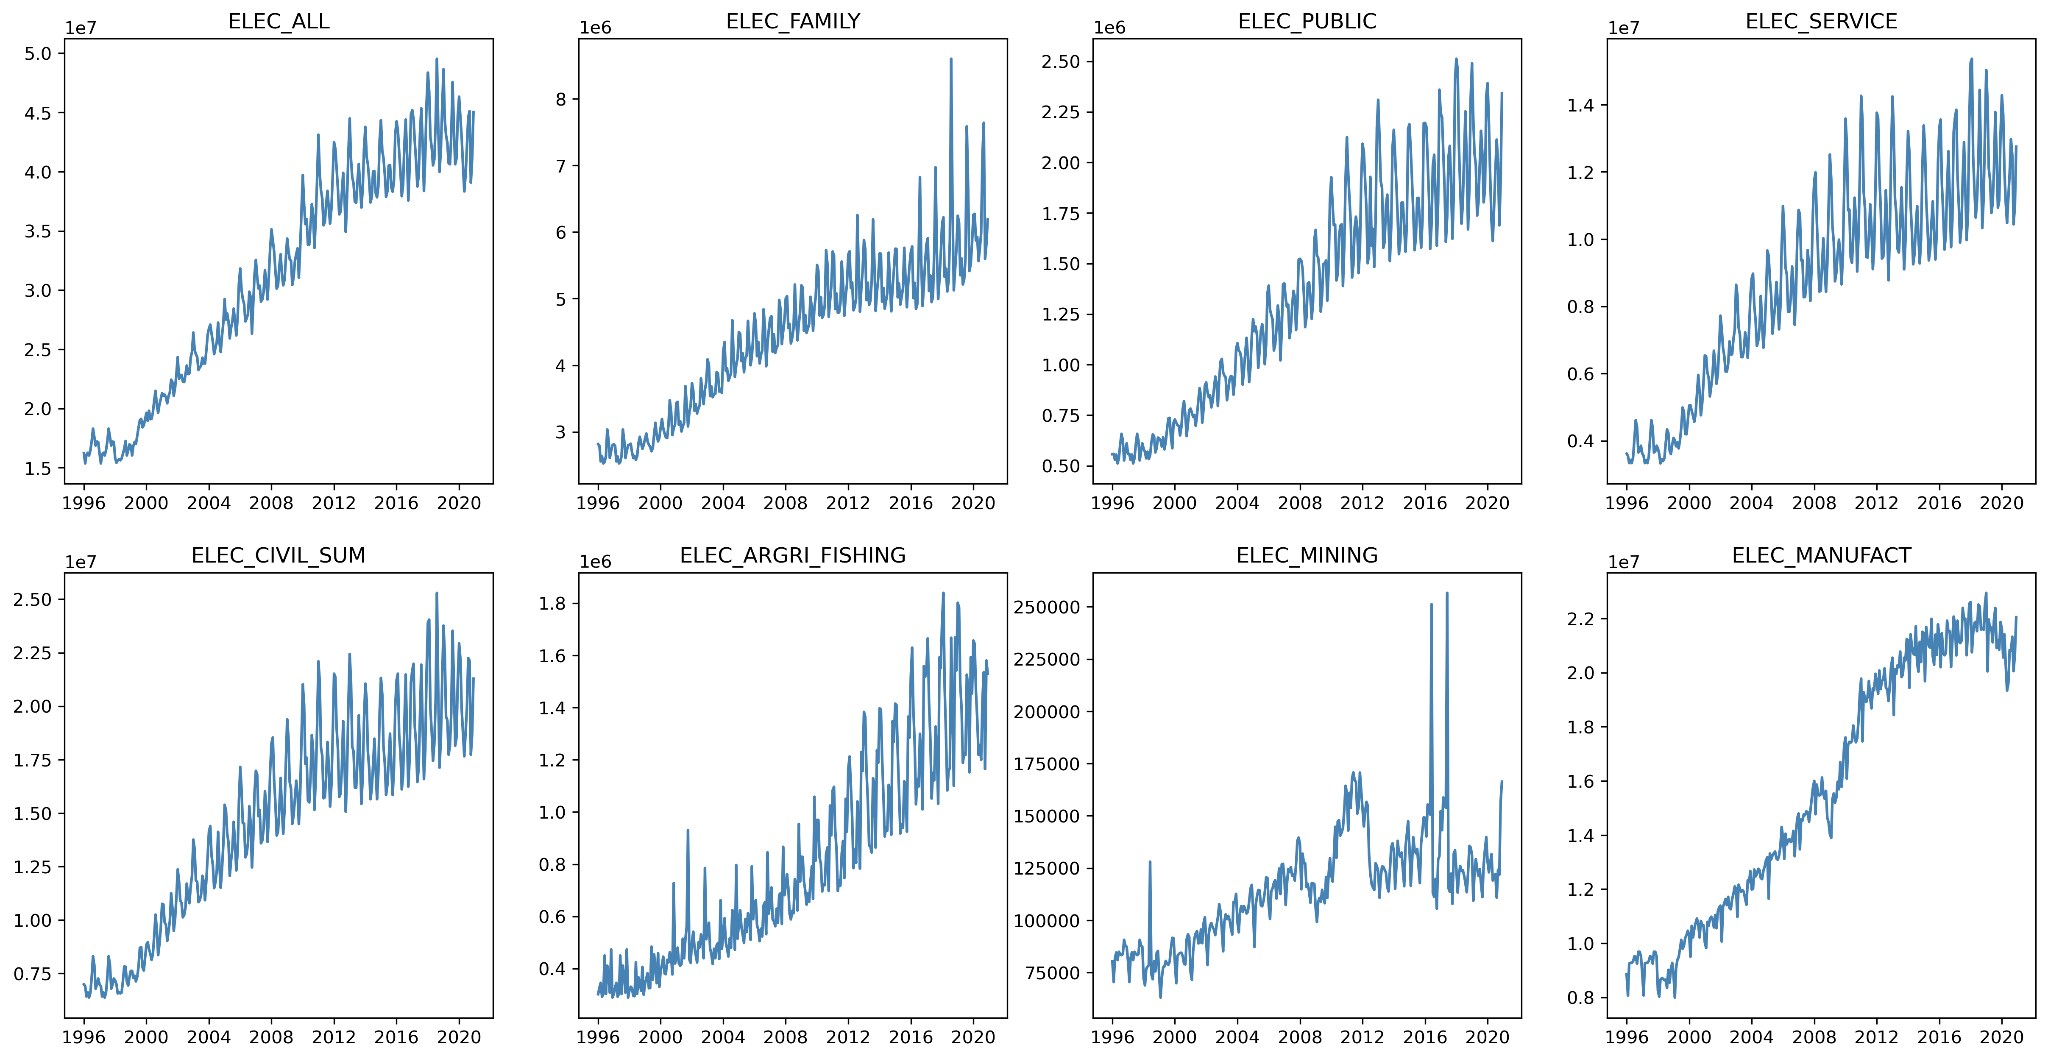 ELEC_ALL
1e7
5.0
4.5
4.0
3.5
3.0
2.5
2.0
1.5
1996 2000 2004 2008 2012 2016 2020
ELEC_FAMILY
1e6
8
7
6
5
4
3
1996 2000 2004 2008 2012 2016 2020
ELEC_PUBLIC
1e6
2.50
2.25
2.00
1.75
1.50
1.25
1.00
0.75
0.50
1996 2000 2004 2008 2012 2016 2020
ELEC_SERVICE
1e7
1.4
1.2
1.0
0.8
0.6
0.4
1996 2000 2004 2008 2012 2016 2020
ELEC_CIVIL_SUM
1e7
2.50
2.25
2.00
1.75
1.50
1.25
1.00
0.75
1996 2000 2004 2008 2012 2016 2020
ELEC_ARGRI_FISHING
1e6
1.8
1.6
1.4
1.2
1.0
0.8
0.6
0.4
1996 2000 2004 2008 2012 2016 2020
ELEC_MINING
250000
225000
200000
175000
150000
125000
100000
75000
1996 2000 2004 2008 2012 2016 2020
ELEC_MANUFACT
1e7
2.2
2.0
1.8
1.6
1.4
1.2
1.0
0.8
1996 2000 2004 2008 2012 2016 2020